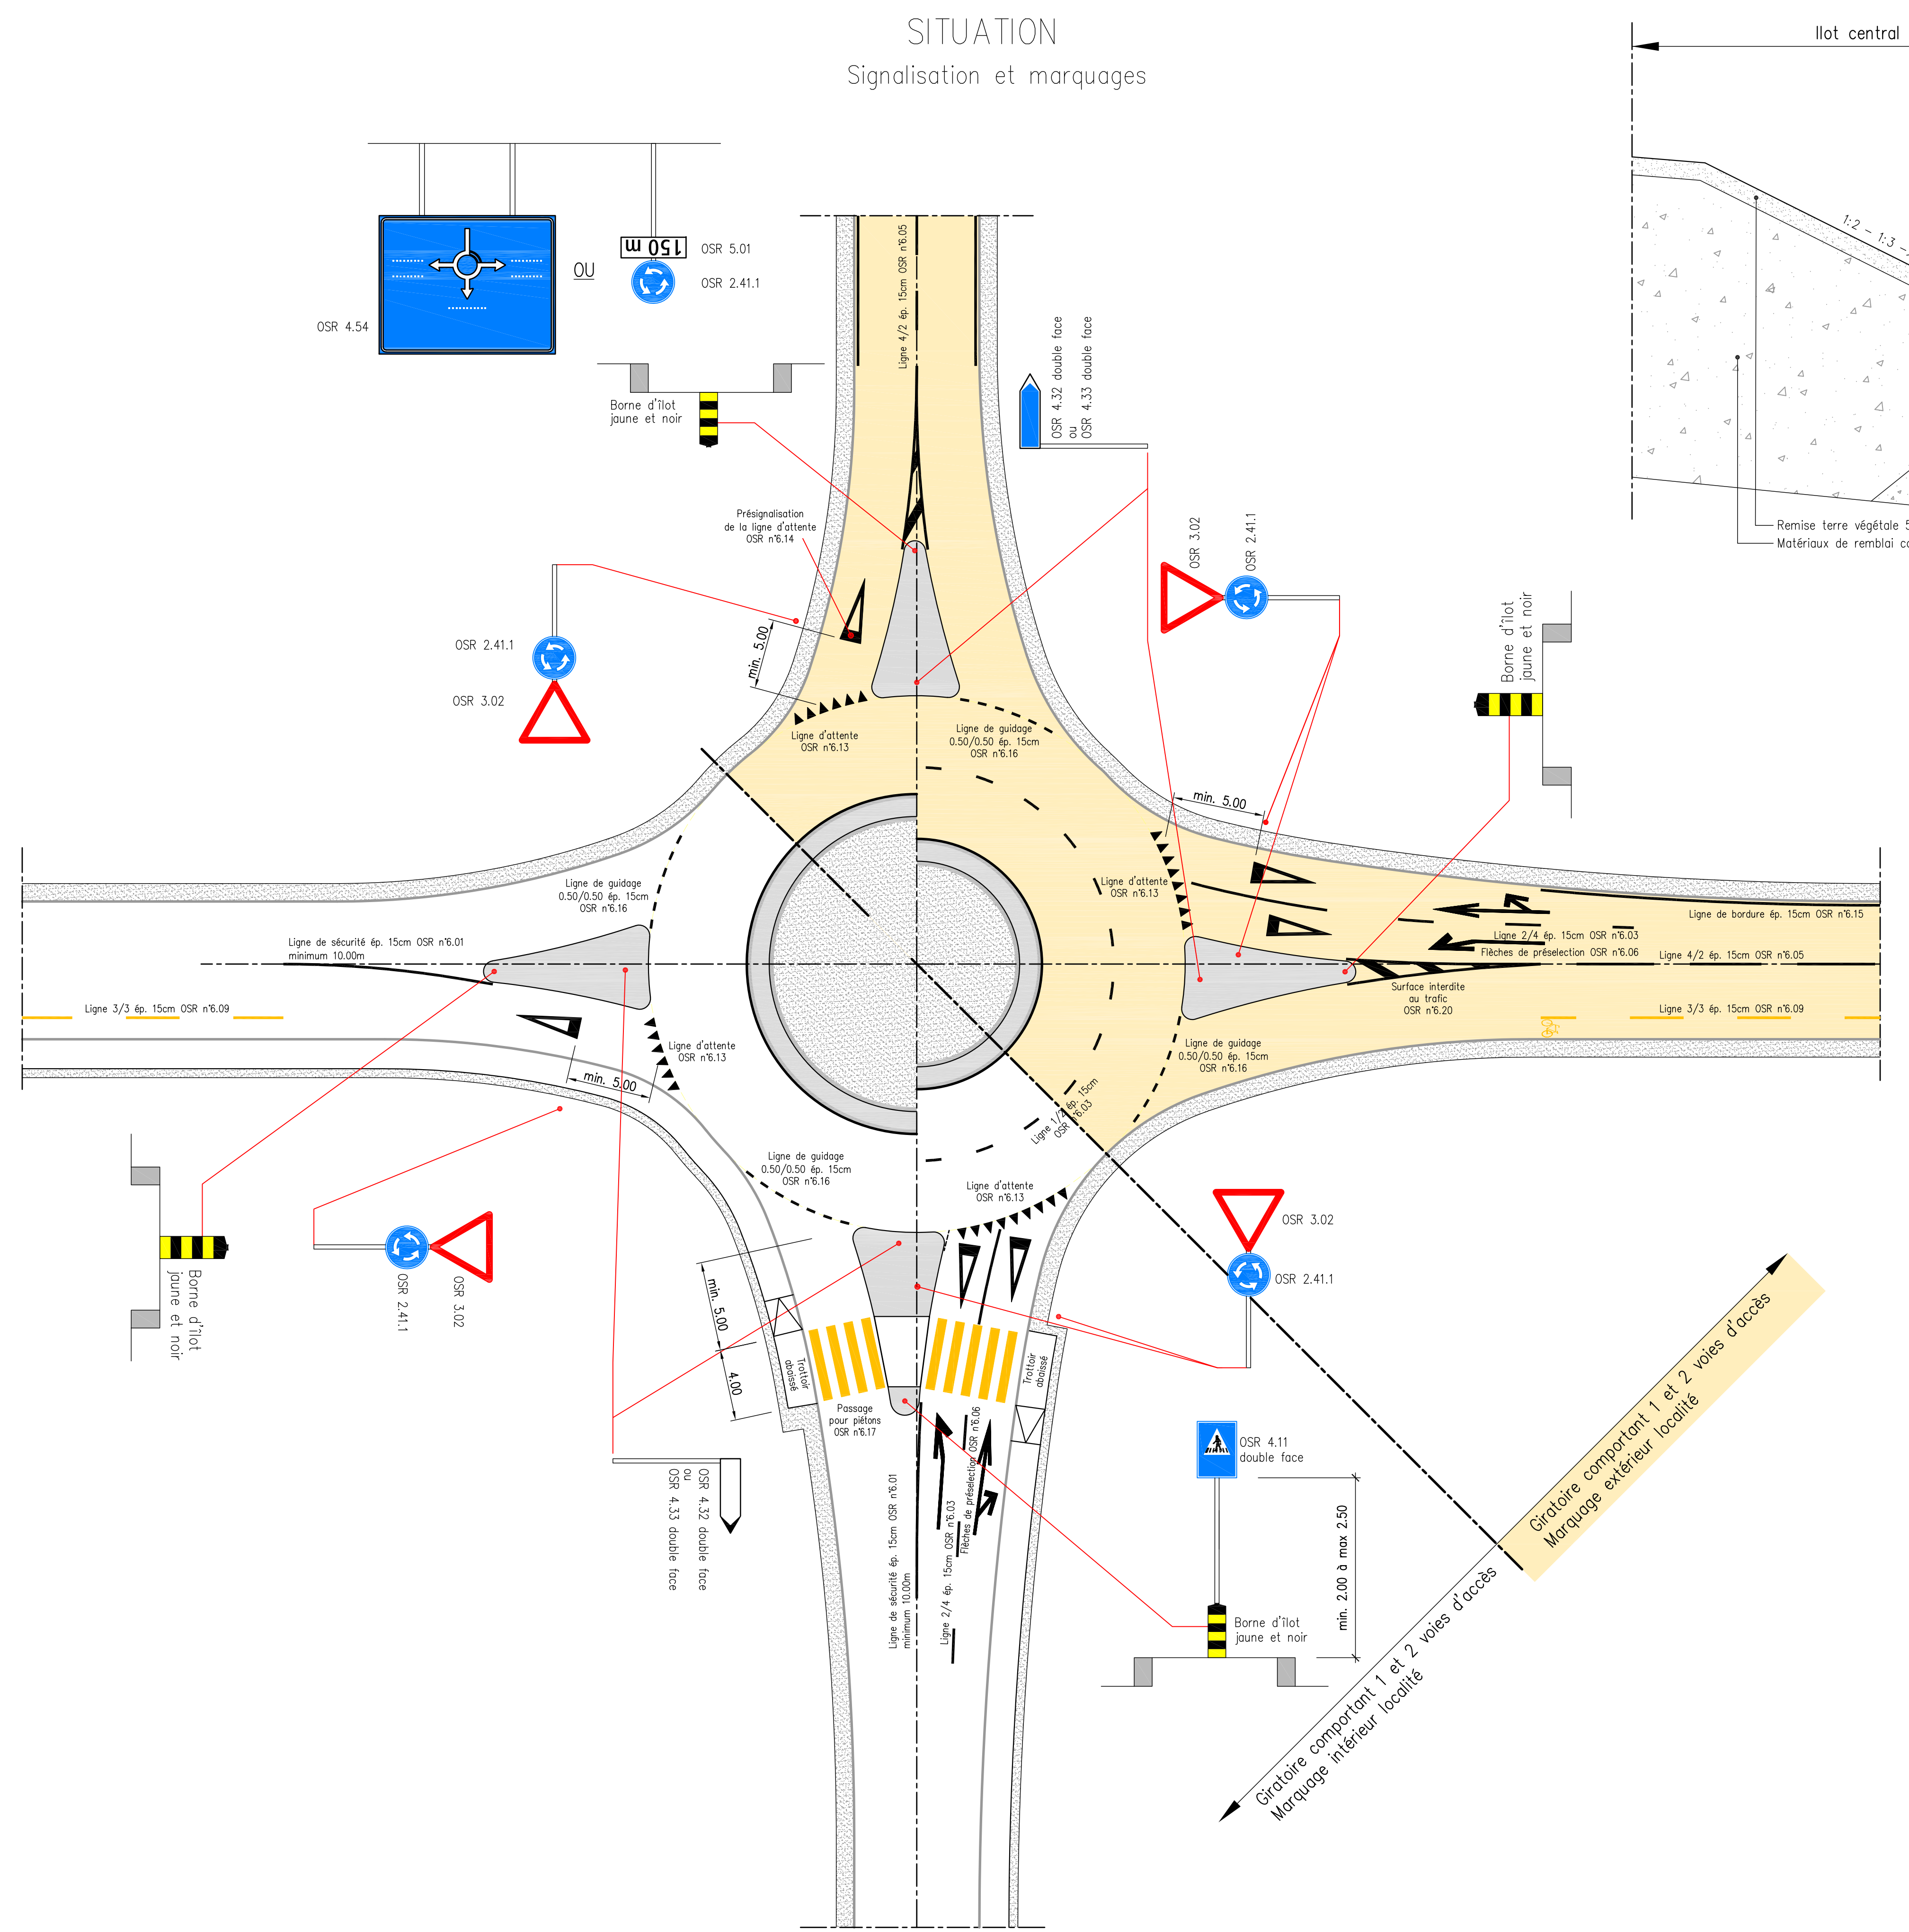 SITUATION
Signalisation et marquages
Ilot central
1:2 - 1:3 -
Remise terre végétale
Matériaux de remblai
150 m
OSR 5.01
OSR 2.41.1
OU
OSR 4.54
Borne d'îlot
jaune et noir
Ligne 4/2 ép. 15cm OSR n°6.05
OSR 4.32 double face
ou
OSR 4.33 double face
Présignalisation
de la ligne d'attente
OSR n°6.14
OSR 3.02
OSR 2.41.1
Borne d'îlot
jaune et noir
OSR 2.41.1
OSR 3.02
min. 5.00
Ligne d'attente
OSR n°6.13
Ligne de guidage
0.50/0.50 ép. 15cm
OSR n°6.16
min. 5.00
Ligne de guidage
0.50/0.50 ép. 15cm
OSR n°6.16
Ligne d'attente
OSR n°6.13
Ligne de bordure ép. 15cm OSR n°6.15
Ligne 2/4 ép. 15cm OSR n°6.03
Flèches de préselection OSR n°6.06
Ligne 4/2 ép. 15cm OSR n°6.05
Ligne de sécurité ép. 15cm OSR n°6.01
minimum 10.00m
Surface interdite
au trafic
OSR n°6.20
Ligne 3/3 ép. 15cm OSR n°6.09
Ligne 3/3 ép. 15cm OSR n°6.09
Ligne d'attente
OSR n°6.13
Ligne de guidage
0.50/0.50 ép. 15cm
OSR n°6.16
min. 5.00
Ligne 1/2 ép. 15cm
OSR n°6.03
Ligne de guidage
0.50/0.50 ép. 15cm
OSR n°6.16
Ligne d'attente
OSR n°6.13
OSR 3.02
OSR 2.41.1
Borne d'îlot
jaune et noir
OSR 2.41.1
OSR 3.02
min. 5.00
4.00
Trottoir
abaissé
Trottoir
abaissé
Passage
pour piétons
OSR n°6.17
Flèches de préselection OSR n°6.06
Ligne de sécurité ép. 15cm OSR n°6.01
minimum 10.00m
Ligne 2/4 ép. 15cm OSR n°6.03
OSR 4.32 double face
ou
OSR 4.33 double face
OSR 4.11
double face
min. 2.00 à max 2.50
Borne d'îlot
jaune et noir
Giratoire comportant 1 et 2 voies d'accès
Marquage extérieur localité
Giratoire comportant 1 et 2 voies d'accès
Marquage intérieur localité